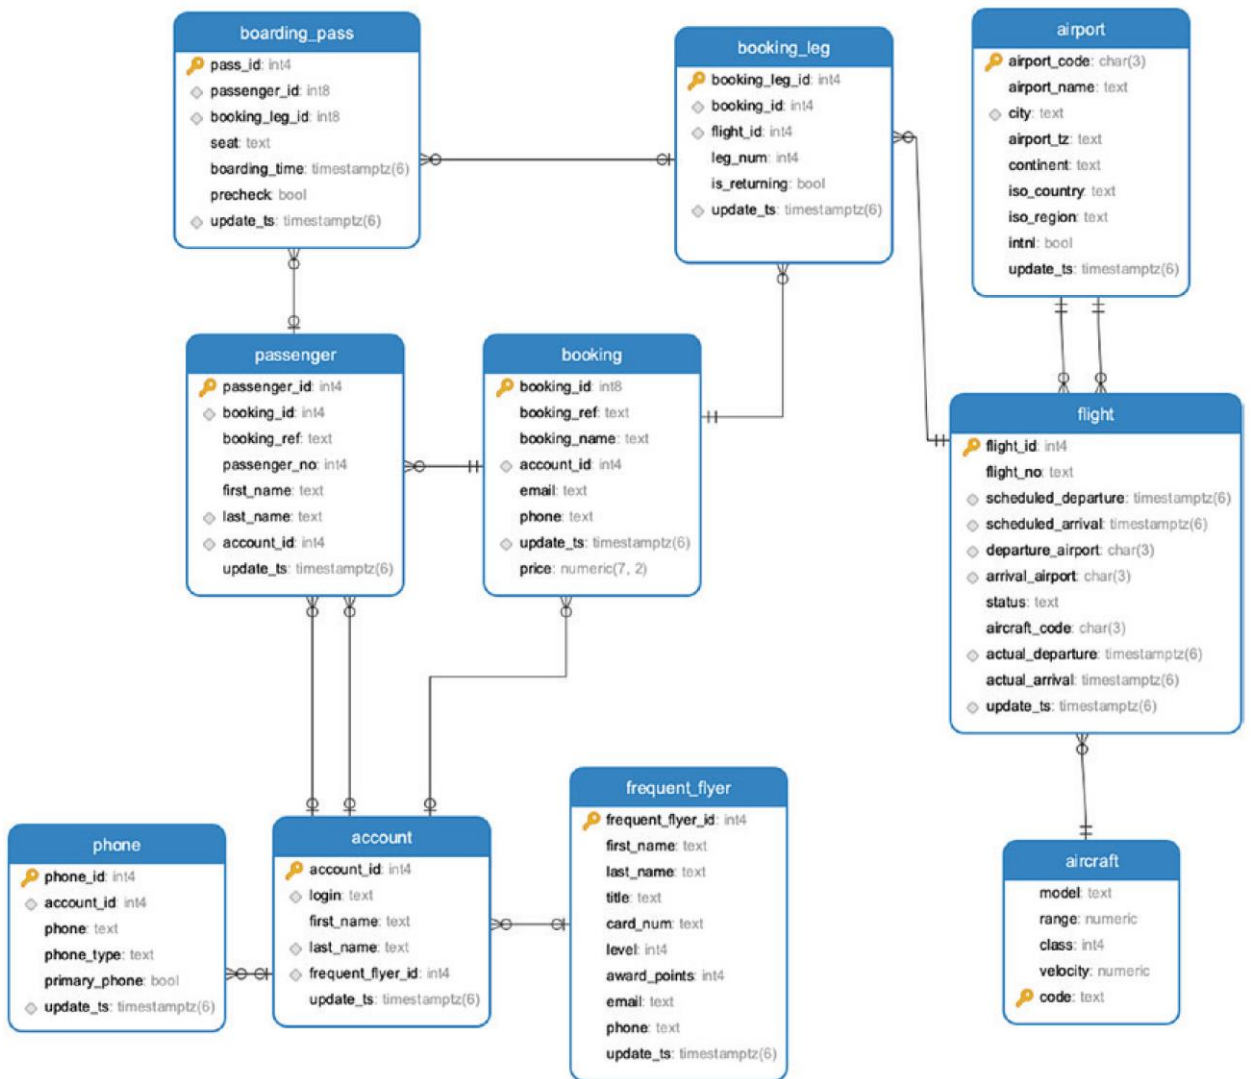 boarding_pass
pass_id: int4
passenger_id: int8
booking_leg_id: int8
seat: text
boarding_time: timestamptz(6)
precheck: bool
update_ts: timestamptz(6)
booking_leg
booking_leg_id: int4
booking_id: int4
flight_id: int4
leg_num: int4
is_returning: bool
update_ts: timestamptz(6)
airport
airport_code: char(3)
airport_name: text
city: text
airport_tz: text
continent: text
iso_country: text
iso_region: text
intnl: bool
update_ts: timestamptz(6)
passenger
passenger_id: int4
booking_id: int4
booking_ref: text
passenger_no: int4
first_name: text
last_name: text
account_id: int4
update_ts: timestamptz(6)
booking
booking_id: int8
booking_ref: text
booking_name: text
account_id: int4
email: text
phone: text
update_ts: timestamptz(6)
price: numeric(7, 2)
flight
flight_id: int4
flight_no: text
scheduled_departure: timestamptz(6)
scheduled_arrival: timestamptz(6)
departure_airport: char(3)
arrival_airport: char(3)
status: text
aircraft_code: char(3)
actual_departure: timestamptz(6)
actual_arrival: timestamptz(6)
update_ts: timestamptz(6)
phone
phone_id: int4
account_id: int4
phone: text
phone_type: text
primary_phone: bool
update_ts: timestamptz(6)
account
account_id: int4
login: text
first_name: text
last_name: text
frequent_flyer_id: int4
update_ts: timestamptz(6)
frequent_flyer
frequent_flyer_id: int4
first_name: text
last_name: text
title: text
card_num: text
level: int4
award_points: int4
email: text
phone: text
update_ts: timestamptz(6)
aircraft
model: text
range: numeric
class: int4
velocity: numeric
code: text